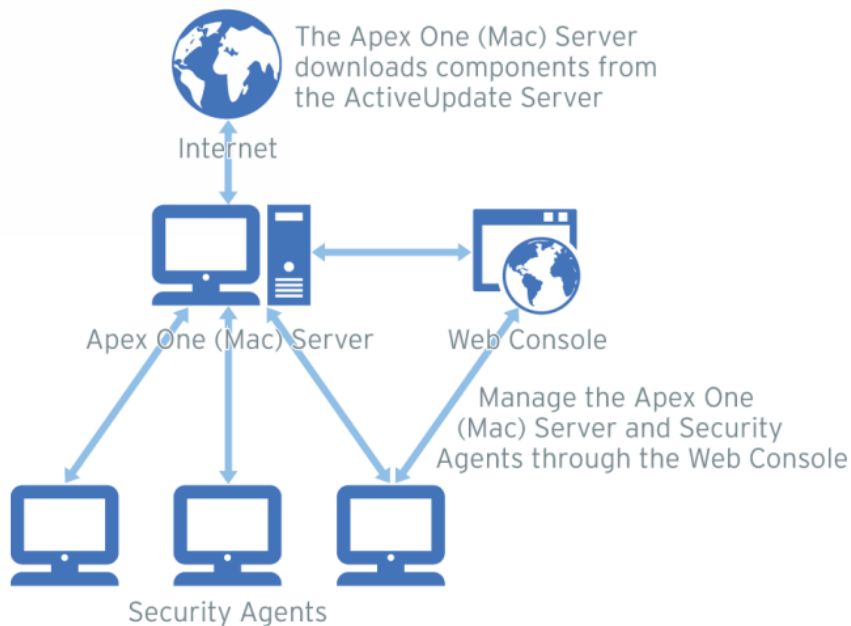 The Apex One (Mac) Server
downloads components from
the ActiveUpdate Server
Internet
Apex One (Mac) Server
Web Console
Manage the Apex One
(Mac) Server and Security
Agents through the Web Console
Security Agents